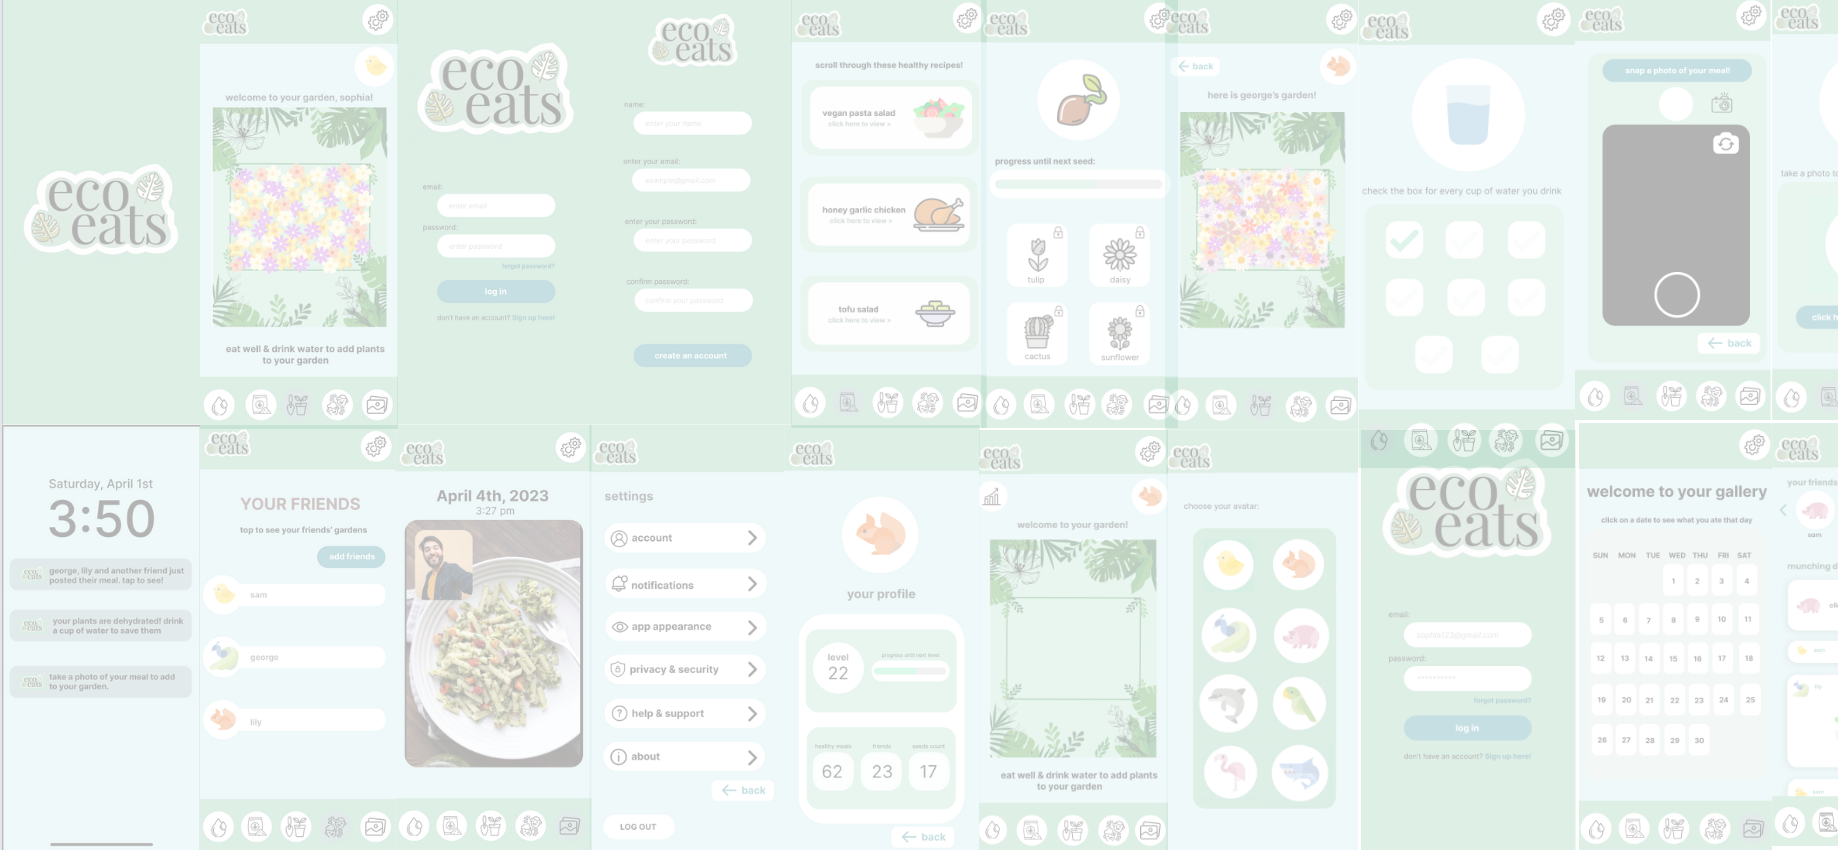 eco
eats
eco
eats
welcome to your garden, sophia!
eat well & drink water to add plants
to your garden
eco
eats
email:
enter email
password:
enter password
forgot password?
log in
don't have an account? Sign up here!
eco
eats
name:
enter your name
enter your email:
example@gmail.com
enter your password:
enter your password
confirm password:
confirm your password
create an account
eco
eats
scroll through these healthy recipes!
vegan pasta salad
click here to view »
honey garlic chicken
click here to view »
tofu salad
click here to view »
progress until next seed:
tulip
daisy
cactus
sunflower
eco
eats
back
here is george's garden!
eco
eats
check the box for every cup of water you drink
eco
eats
snap a photo of your meal!
back
eco
eats
take a photo to
click h
Saturday, April 1st
3:50
eco
eats
george, lily and another friend just
posted their meal. tap to see!
eco
eats
your plants are dehydrated! drink
a cup of water to save them
eco
eats
take a photo of your meal to add
to your garden.
eco
eats
YOUR FRIENDS
top to see your friends' gardens
add friends
sam
george
lily
eco
eats
April 4th, 2023
3:27 pm
eco
eats
settings
account
notifications
app appearance
privacy & security
help & support
about
back
LOG OUT
eco
eats
your profile
level
22
progress until next level
healthy meals
friends
seeds count
62
23
17
back
eco
eats
welcome to your garden!
eat well & drink water to add plants
to your garden
eco
eats
choose your avatar:
eco
eats
email:
sophia123@gmail.com
password:
**********
forgot password?
log in
don't have an account? Sign up here!
welcome to your gallery
click on a date to see what you ate that day
SUN MON TUE WED THU FRI SAT
1 2 3 4
5 6 7 8 9 10 11
12 13 14 15 16 17 18
19 20 21 22 23 24 25
26 27 28 29 30
eco
eats
your friends
sam
munching d
clic
sam
lily
sam